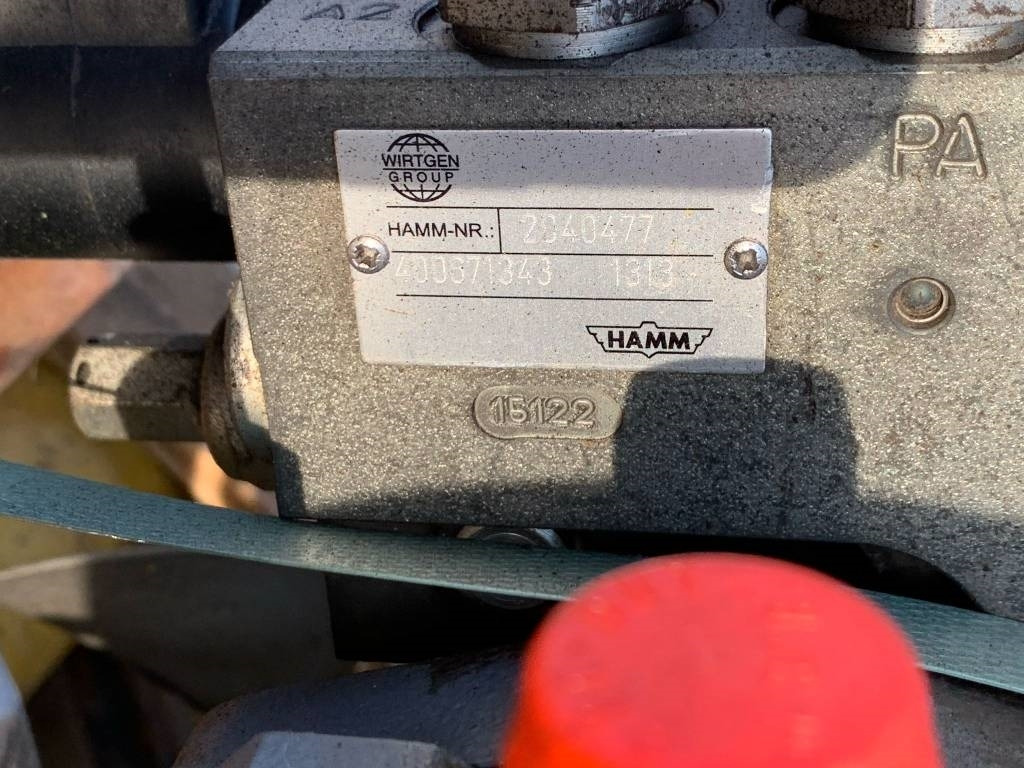 A2
PA
WIRTGEN
GROUP
HAMM-NR.: 2040477
400671343 1313
HAMM
15122